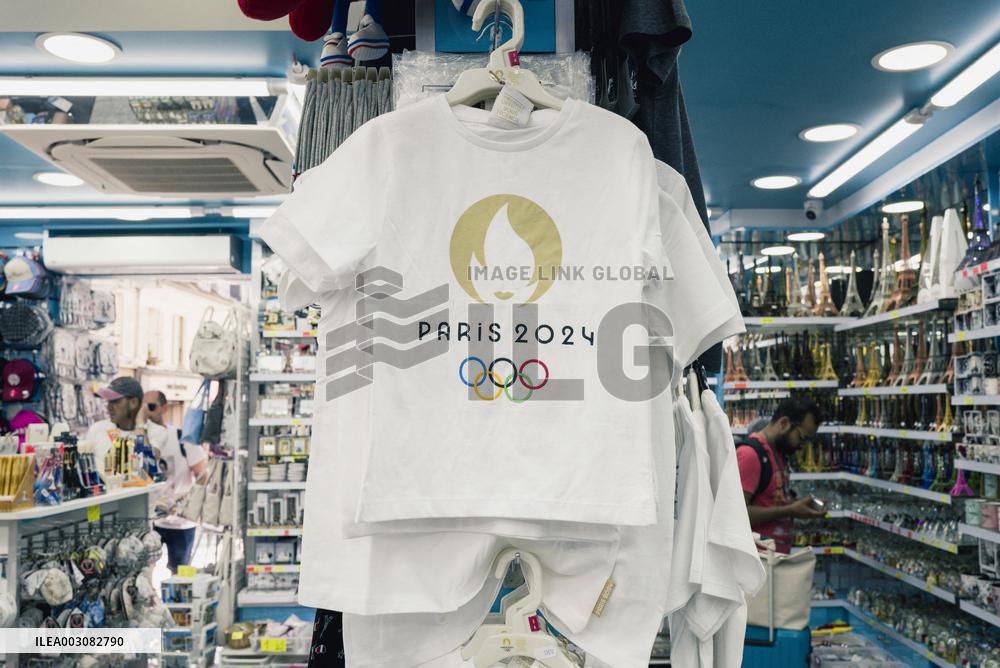 IMAGE LINK GLOBAL
ILG
PARiS 2024
ILEA003082790